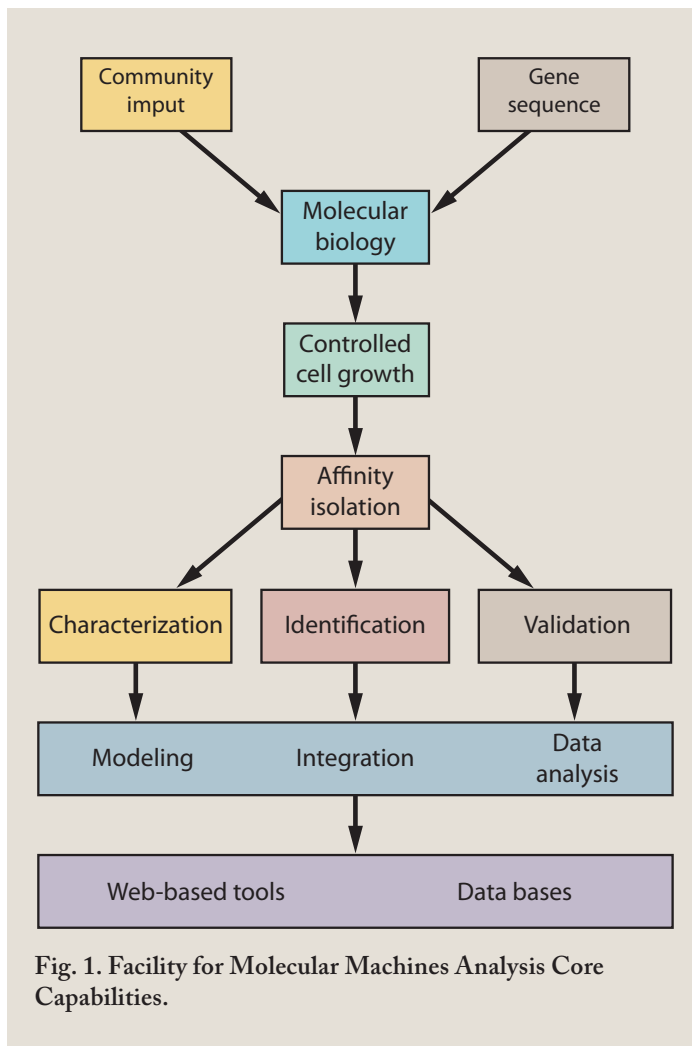 Community
imput
Gene
sequence
Molecular
biology
Controlled
cell growth
Affinity
isolation
Characterization
Identification
Validation
Modeling
Integration
Data
analysis
Web-based tools
Data bases
Fig. 1. Facility for Molecular Machines Analysis Core
Capabilities.